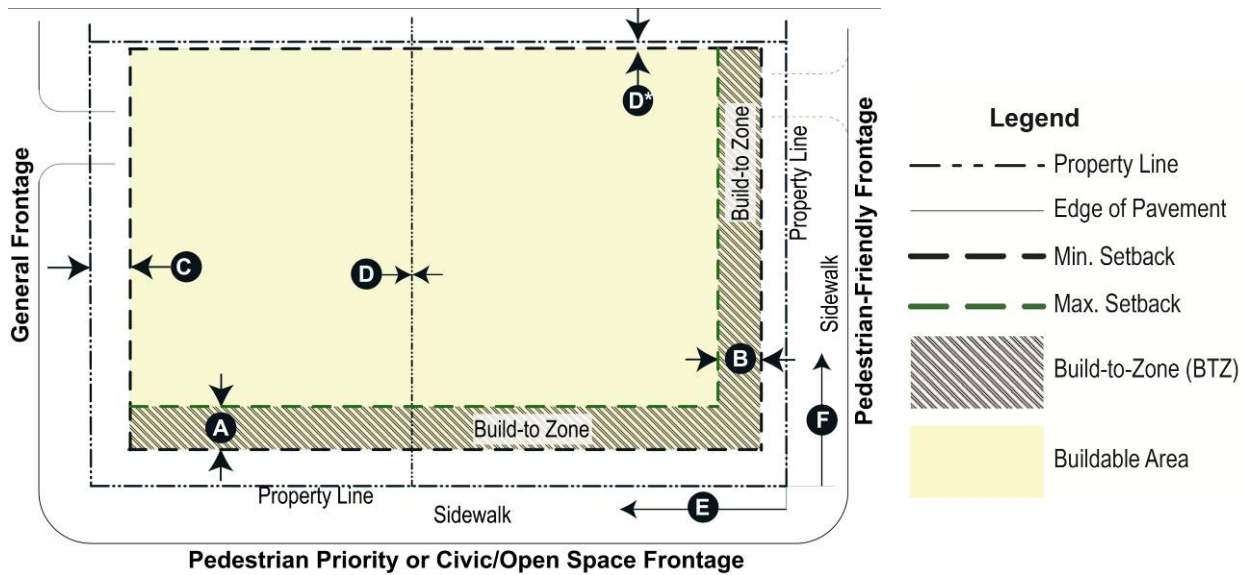 General Frontage
C
D
D*
A
B
Build-to Zone
Build-to Zone
Property Line
Sidewalk
Pedestrian-Friendly Frontage
F
E
Property Line
Sidewalk
Pedestrian Priority or Civic/Open Space Frontage
Legend
Property Line
Edge of Pavement
Min. Setback
Max. Setback
Build-to-Zone (BTZ)
Buildable Area